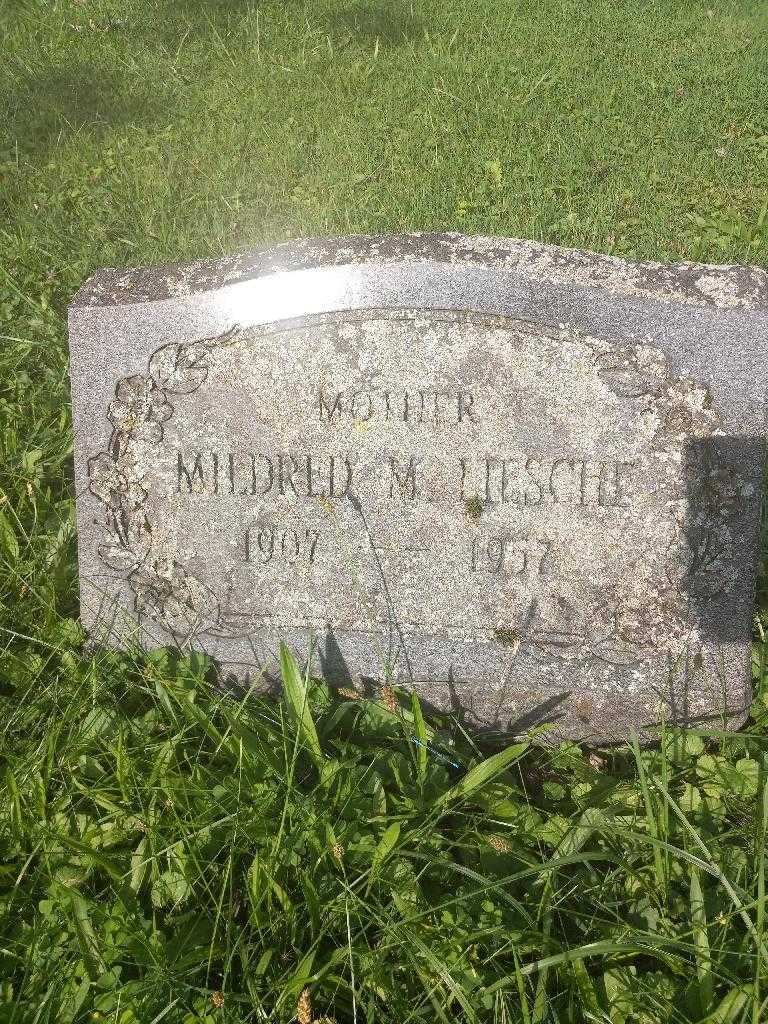 MOTHER
MILDRED M. LIESCHE
1907 — 1957